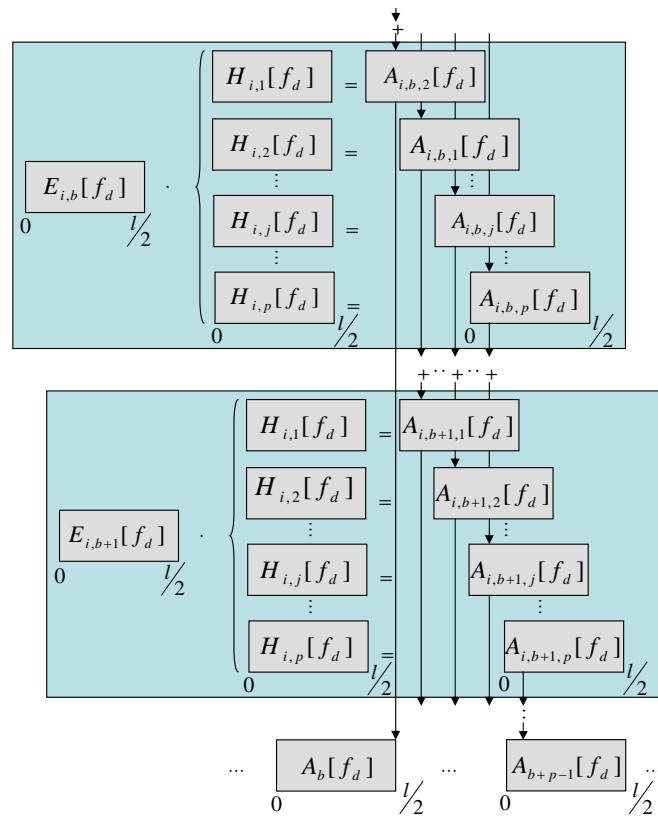 +
H_{i,1}[f_d] = A_{i,b,2}[f_d]
H_{i,2}[f_d] = A_{i,b,1}[f_d]
⋮ ⋮
E_{i,b}[f_d] · { H_{i,j}[f_d] = A_{i,b,j}[f_d]
0 l/2
⋮ ⋮
H_{i,p}[f_d] = A_{i,b,p}[f_d]
0 l/2 0 l/2
+ ·· + ·· +
H_{i,1}[f_d] = A_{i,b+1,1}[f_d]
H_{i,2}[f_d] = A_{i,b+1,2}[f_d]
⋮ ⋮
E_{i,b+1}[f_d] · { H_{i,j}[f_d] = A_{i,b+1,j}[f_d]
0 l/2
⋮ ⋮
H_{i,p}[f_d] = A_{i,b+1,p}[f_d]
0 l/2 0 l/2
⋮
... A_b[f_d] ... A_{b+p-1}[f_d] ...
0 l/2 0 l/2